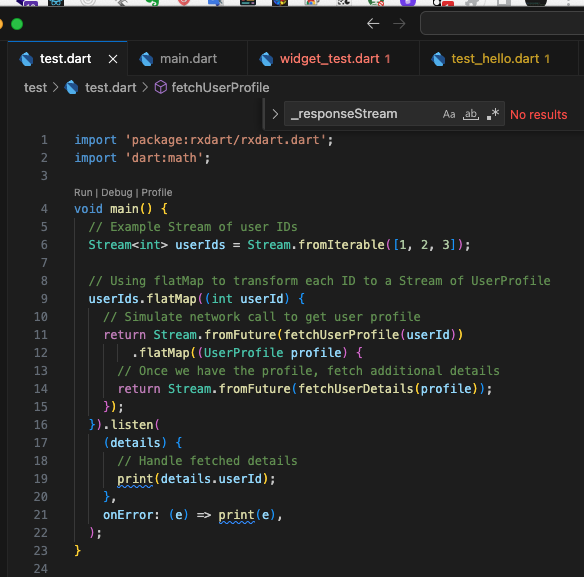 test.dart × main.dart widget_test.dart 1 test_hello.dart 1
test > test.dart > fetchUserProfile
> _responseStream Aa ab .* No results
1 import 'package:rxdart/rxdart.dart';
2 import 'dart:math';
3
Run | Debug | Profile
4 void main() {
5 // Example Stream of user IDs
6 Stream<int> userIds = Stream.fromIterable([1, 2, 3]);
7
8 // Using flatMap to transform each ID to a Stream of UserProfile
9 userIds.flatMap((int userId) {
10 // Simulate network call to get user profile
11 return Stream.fromFuture(fetchUserProfile(userId))
12 .flatMap((UserProfile profile) {
13 // Once we have the profile, fetch additional details
14 return Stream.fromFuture(fetchUserDetails(profile));
15 });
16 }).listen(
17 (details) {
18 // Handle fetched details
19 print(details.userId);
20 },
21 onError: (e) => print(e),
22 );
23 }
24